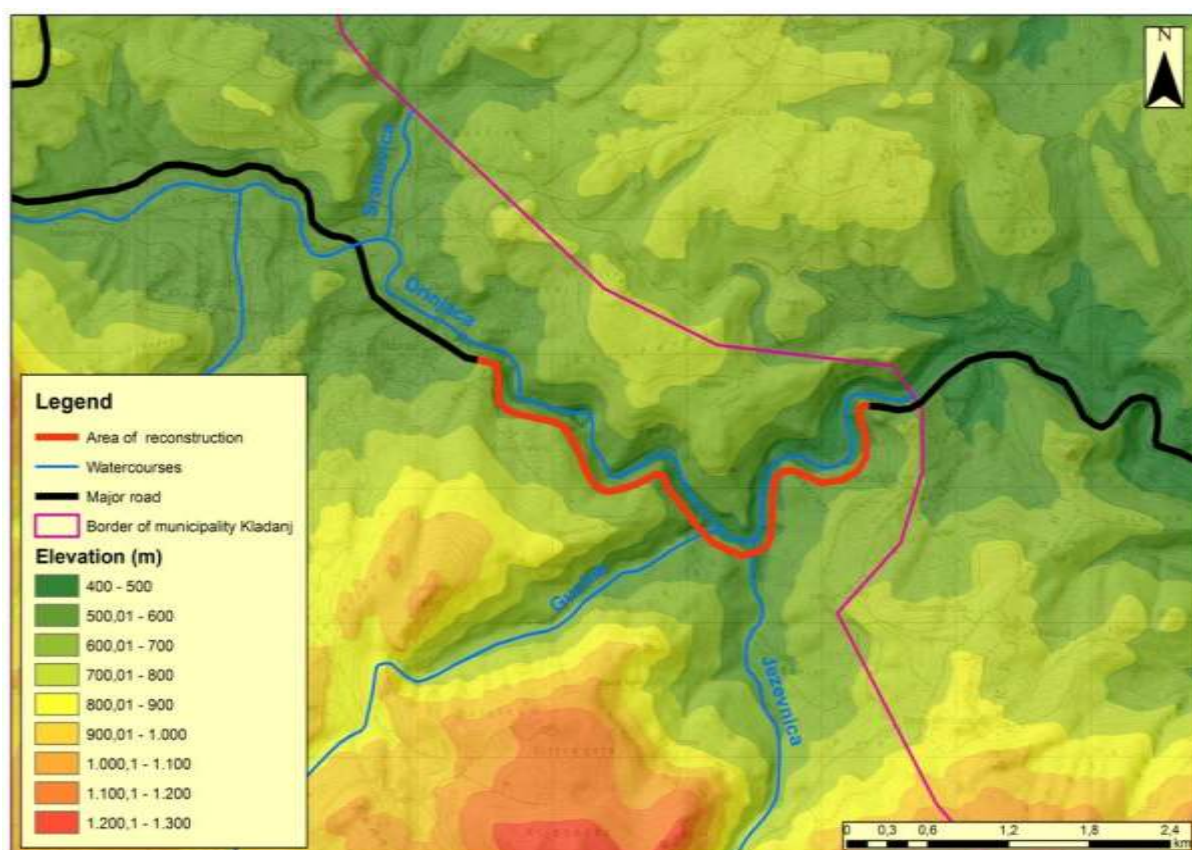 N
Drinjaca
Jezevnica
Legend
Area of reconstruction
Watercourses
Major road
Border of municipality Kladanj
Elevation (m)
400 - 500
500,01 - 600
600,01 - 700
700,01 - 800
800,01 - 900
900,01 - 1.000
1.000,1 - 1.100
1.100,1 - 1.200
1.200,1 - 1.300
0 0,3 0,6 1,2 1,8 2,4
km